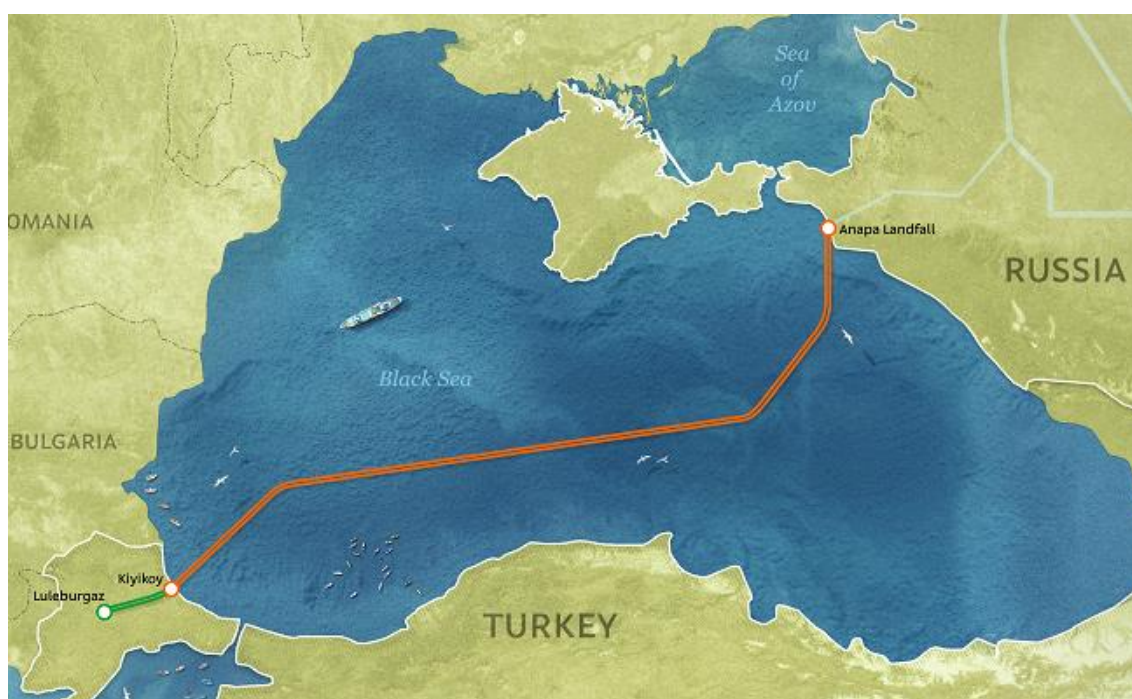 Sea
of
Azov
OMANIA
Anapa Landfall
RUSSIA
Black Sea
BULGARIA
Kiyikoy
Luleburgaz
TURKEY